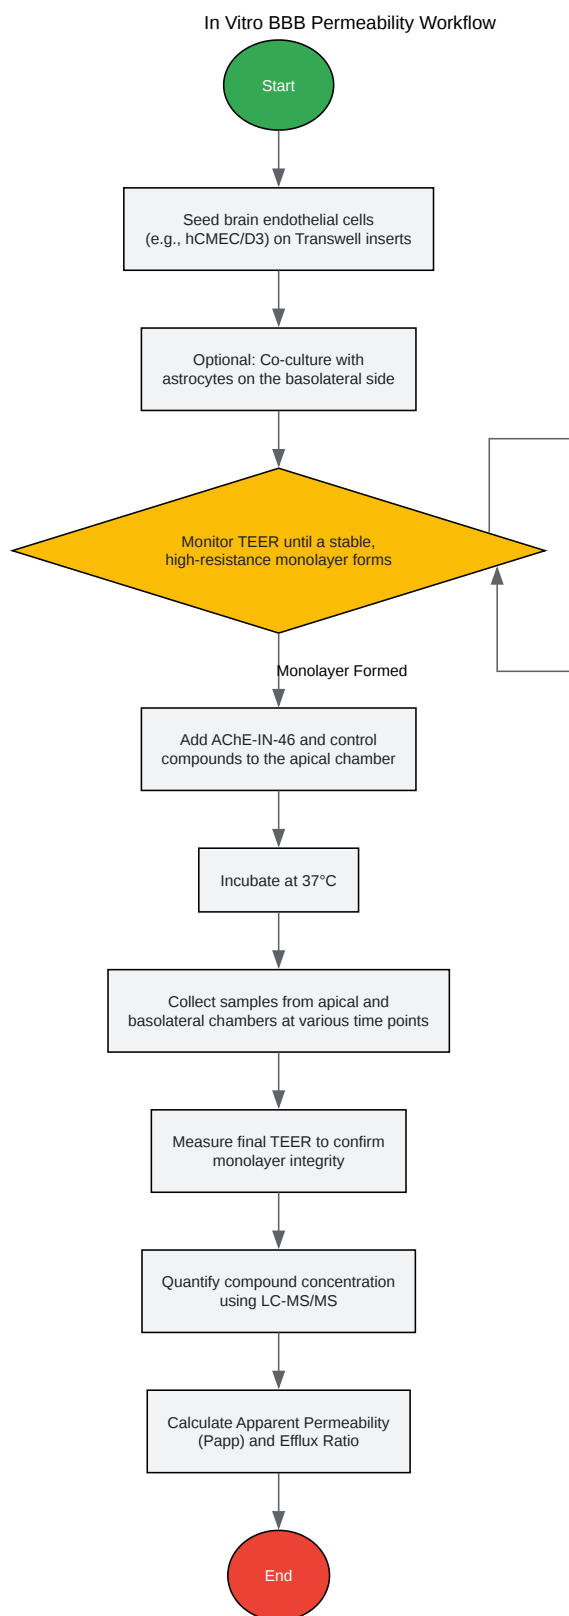 In Vitro BBB Permeability Workflow
Start
Seed brain endothelial cells
(e.g., hCMEC/D3) on Transwell inserts
Optional: Co-culture with
astrocytes on the basolateral side
Monitor TEER until a stable,
high-resistance monolayer forms
Monolayer Formed
Add AChE-IN-46 and control
compounds to the apical chamber
Incubate at 37°C
Collect samples from apical and
basolateral chambers at various time points
Measure final TEER to confirm
monolayer integrity
Quantify compound concentration
using LC-MS/MS
Calculate Apparent Permeability
(Papp) and Efflux Ratio
End